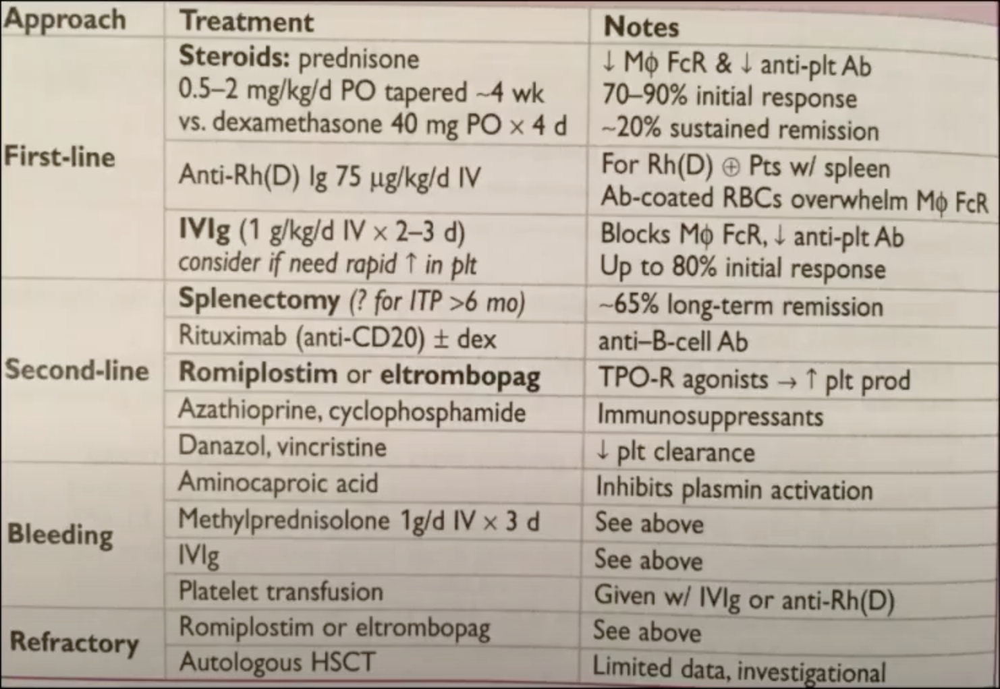 Approach Treatment Notes
First-line
Steroids: prednisone
0.5–2 mg/kg/d PO tapered ~4 wk
vs. dexamethasone 40 mg PO × 4 d
↓ Mϕ FcR & ↓ anti-plt Ab
70–90% initial response
~20% sustained remission
Anti-Rh(D) Ig 75 μg/kg/d IV
For Rh(D) ⊕ Pts w/ spleen
Ab-coated RBCs overwhelm Mϕ FcR
IVIg (1 g/kg/d IV × 2–3 d)
consider if need rapid ↑ in plt
Blocks Mϕ FcR, ↓ anti-plt Ab
Up to 80% initial response
Second-line
Splenectomy (? for ITP >6 mo)
~65% long-term remission
Rituximab (anti-CD20) ± dex
anti–B-cell Ab
Romiplostim or eltrombopag
TPO-R agonists → ↑ plt prod
Azathioprine, cyclophosphamide
Immunosuppressants
Danazol, vincristine
↓ plt clearance
Bleeding
Aminocaproic acid
Inhibits plasmin activation
Methylprednisolone 1g/d IV × 3 d
See above
IVIg
See above
Platelet transfusion
Given w/ IVIg or anti-Rh(D)
Refractory
Romiplostim or eltrombopag
See above
Autologous HSCT
Limited data, investigational